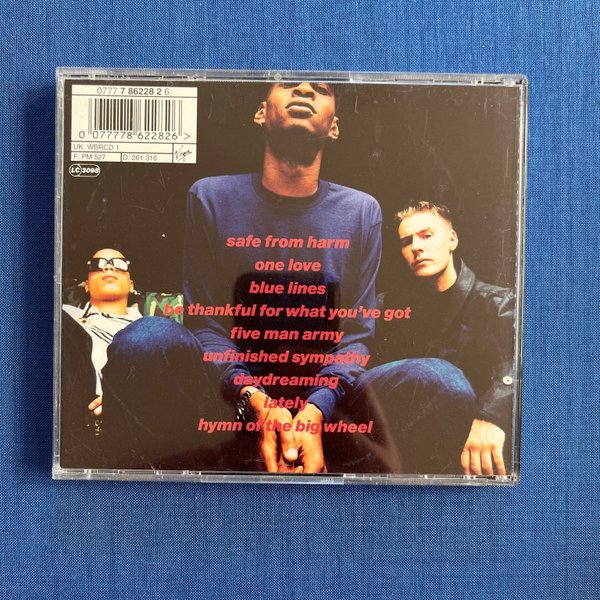 0777 7 86228 2 6
0 077778 622826 >
UK: WBRCD 1
F: PM 527
D: 261 316
Virgin
LC 3098
safe from harm
one love
blue lines
be thankful for what you've got
five man army
unfinished sympathy
daydreaming
lately
hymn of the big wheel